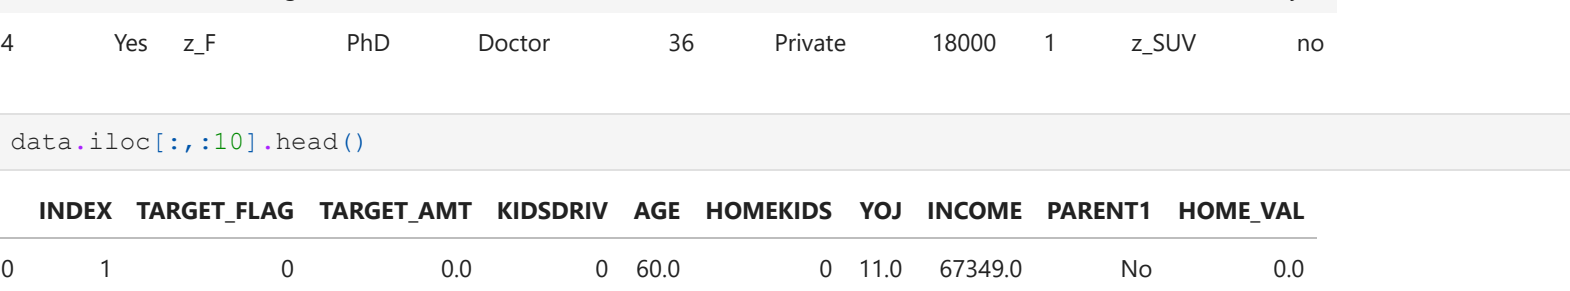 4 Yes z_F PhD Doctor 36 Private 18000 1 z_SUV no
data.iloc[:,:10].head()
INDEX TARGET_FLAG TARGET_AMT KIDSDRIV AGE HOMEKIDS YOJ INCOME PARENT1 HOME_VAL
0 1 0 0.0 0 60.0 0 11.0 67349.0 No 0.0